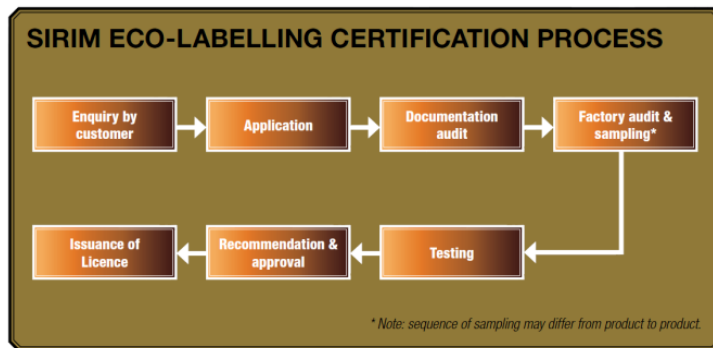 SIRIM ECO-LABELLING CERTIFICATION PROCESS
Enquiry by
customer
Application
Documentation
audit
Factory audit &
sampling*
Issuance of
Licence
Recommendation &
approval
Testing
* Note: sequence of sampling may differ from product to product.